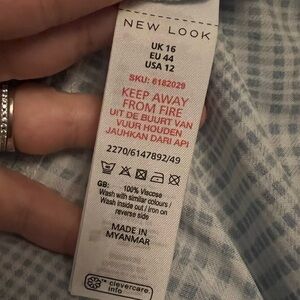 NEW LOOK
UK 16
EU 44
USA 12
SKU: 6182029
KEEP AWAY
FROM FIRE
UIT DE BUURT VAN
VUUR HOUDEN
JAUHKAN DARI API
2270/6147892/49
GB: 100% Viscose
Wash with similar colours /
Wash inside out / Iron on
reverse side
MADE IN
MYANMAR
clevercare.
info